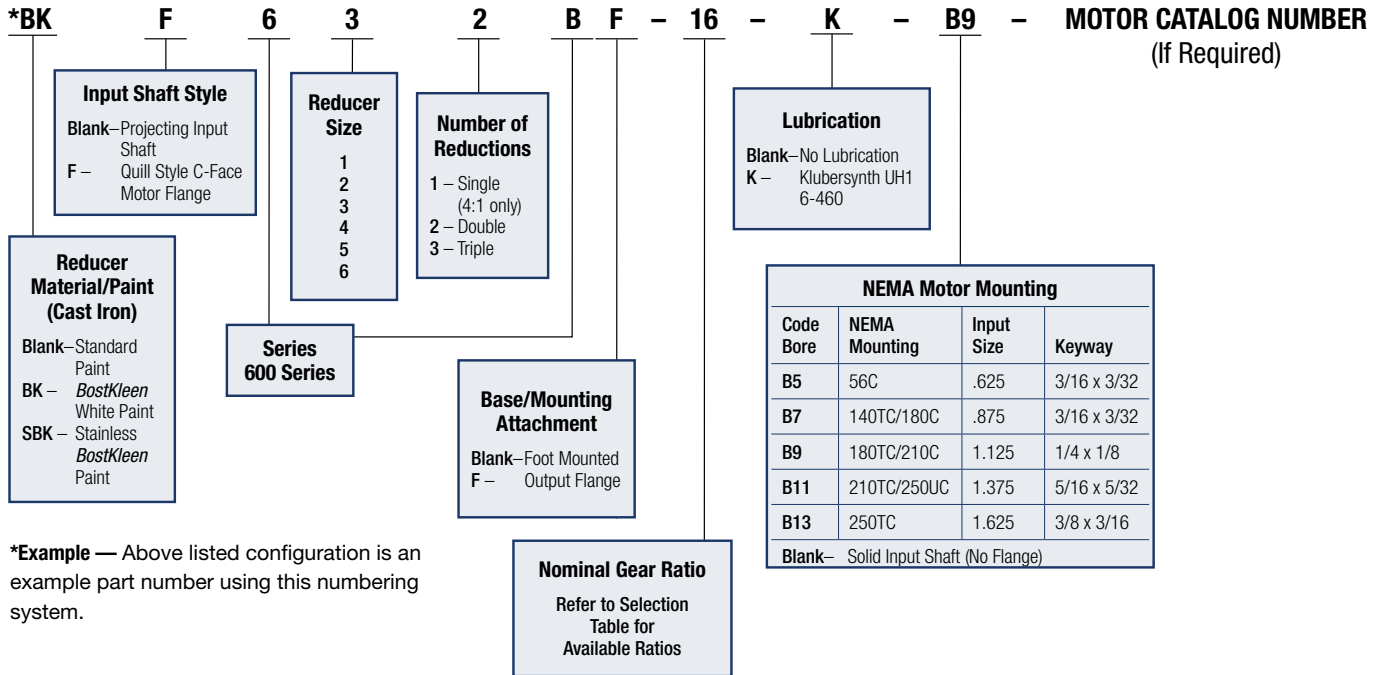 *BK F 6 3 2 B F – 16 – K – B9 – MOTOR CATALOG NUMBER
(If Required)
Input Shaft Style
Blank–Projecting Input
Shaft
F – Quill Style C-Face
Motor Flange
Reducer
Material/Paint
(Cast Iron)
Blank–Standard
Paint
BK – BostKleen
White Paint
SBK – Stainless
BostKleen
Paint
Series
600 Series
Reducer
Size
1
2
3
4
5
6
Number of
Reductions
1 – Single
(4:1 only)
2 – Double
3 – Triple
Base/Mounting
Attachment
Blank–Foot Mounted
F – Output Flange
Nominal Gear Ratio
Refer to Selection
Table for
Available Ratios
Lubrication
Blank–No Lubrication
K – Klubersynth UH1
6-460
NEMA Motor Mounting
Code NEMA Input
Bore Mounting Size Keyway
B5 56C .625 3/16 x 3/32
B7 140TC/180C .875 3/16 x 3/32
B9 180TC/210C 1.125 1/4 x 1/8
B11 210TC/250UC 1.375 5/16 x 5/32
B13 250TC 1.625 3/8 x 3/16
Blank– Solid Input Shaft (No Flange)
*Example — Above listed configuration is an
example part number using this numbering
system.